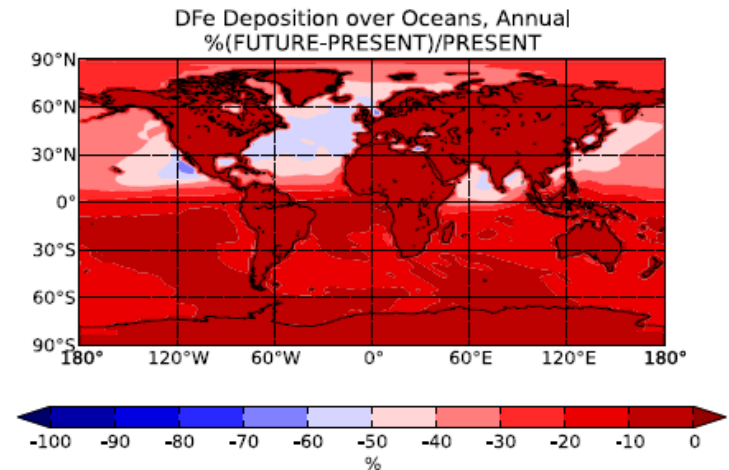 DFe Deposition over Oceans, Annual
%(FUTURE-PRESENT)/PRESENT
90°N
60°N
30°N
0°
30°S
60°S
90°S
180° 120°W 60°W 0° 60°E 120°E 180°
-100 -90 -80 -70 -60 -50 -40 -30 -20 -10 0
%